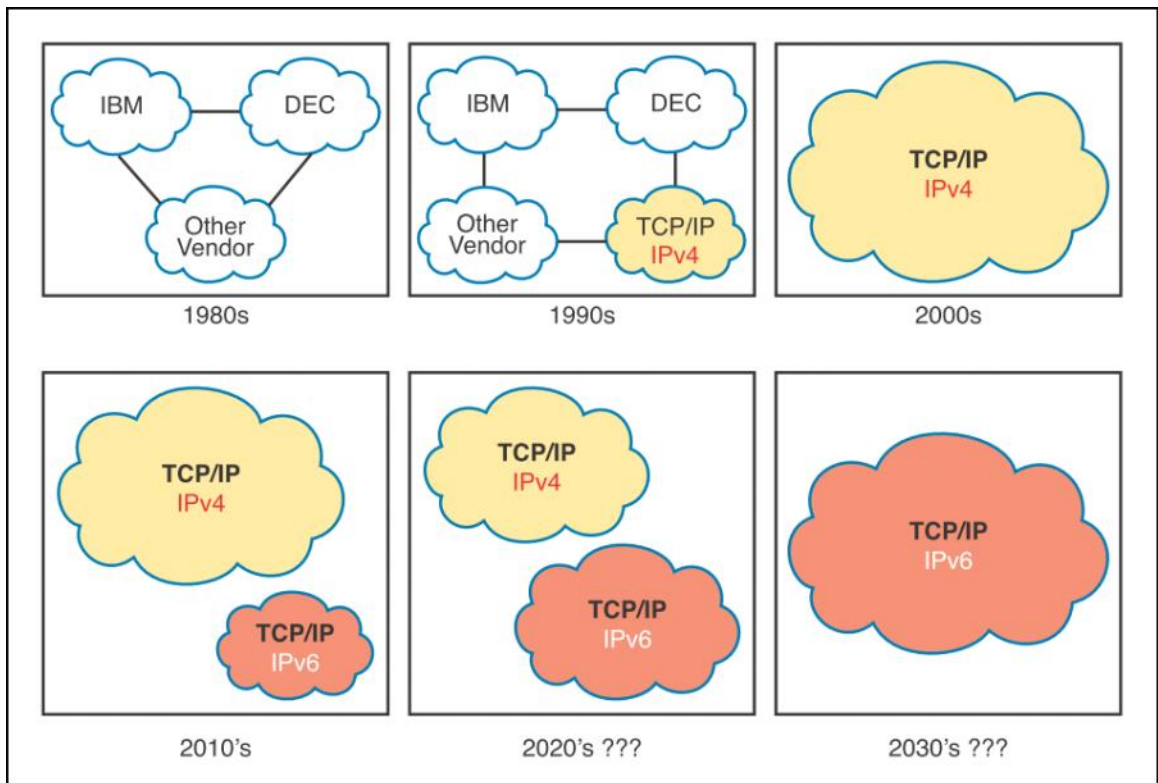 IBM
DEC
Other
Vendor
1980s
IBM
DEC
Other
Vendor
TCP/IP
IPv4
1990s
TCP/IP
IPv4
2000s
TCP/IP
IPv4
TCP/IP
IPv6
2010's
TCP/IP
IPv4
TCP/IP
IPv6
2020's ???
TCP/IP
IPv6
2030's ???